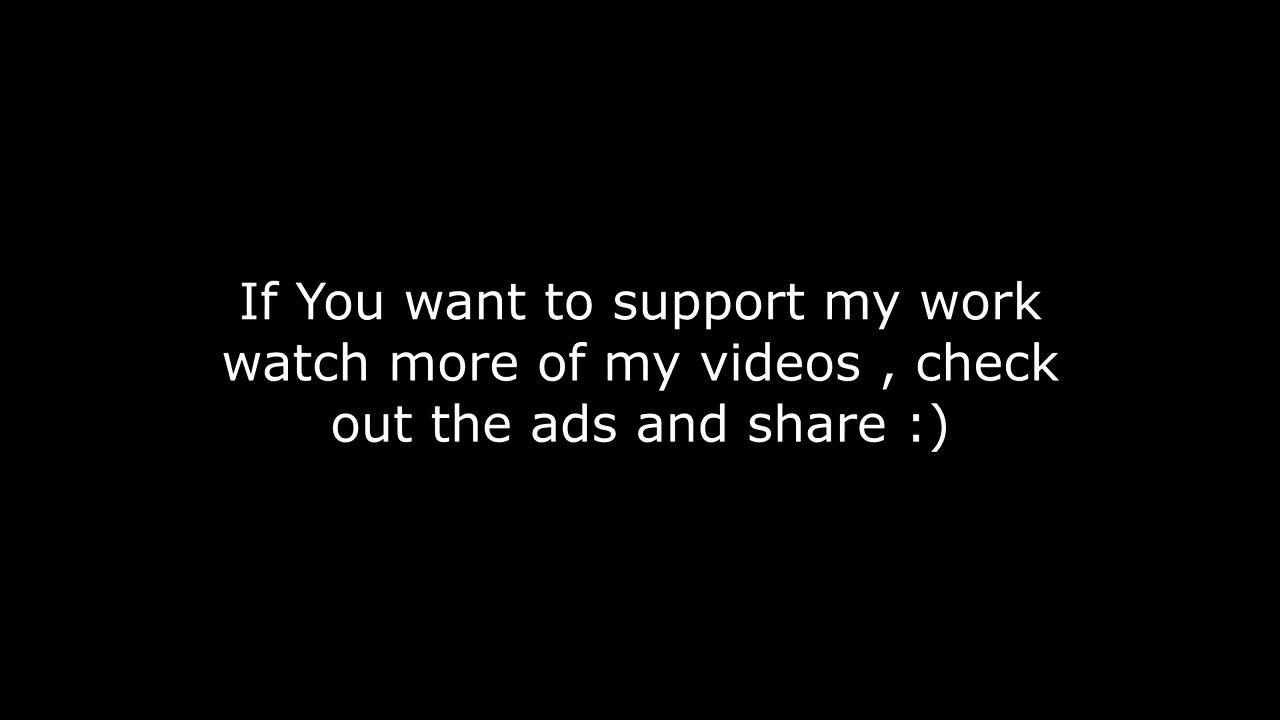 If You want to support my work
watch more of my videos , check
out the ads and share :)